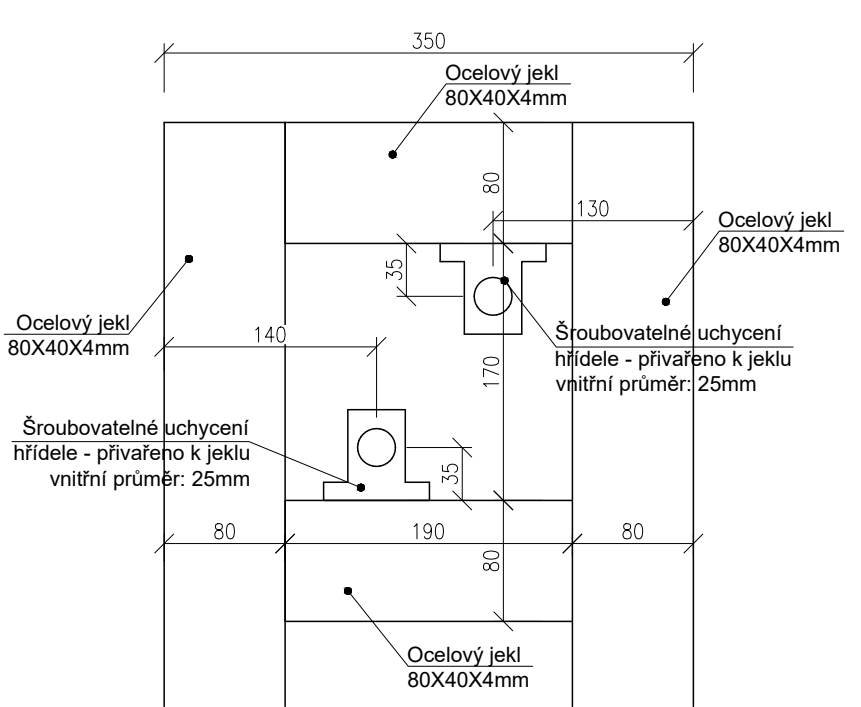 350
Ocelový jekl
80X40X4mm
80
130
Ocelový jekl
80X40X4mm
35
Ocelový jekl
80X40X4mm
140
Šroubovatelné uchycení
hřídele - přivařeno k jeklu
vnitřní průměr: 25mm
170
Šroubovatelné uchycení
hřídele - přivařeno k jeklu
vnitřní průměr: 25mm
35
80
190
80
80
Ocelový jekl
80X40X4mm